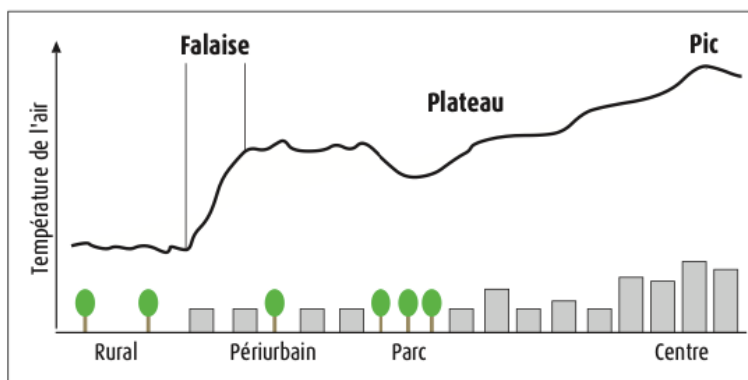 Falaise
Pic
Plateau
Température de l'air
Rural
Périurbain
Parc
Centre